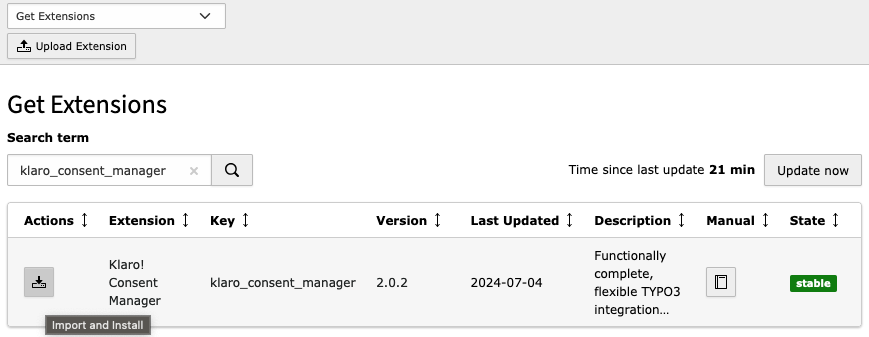 Get Extensions
Upload Extension
Get Extensions
Search term
klaro_consent_manager
Time since last update 21 min
Update now
Actions Extension Key Version Last Updated Description Manual State
Klaro!
Consent
Manager
klaro_consent_manager
2.0.2
2024-07-04
Functionally
complete,
flexible TYPO3
integration...
stable
Import and Install